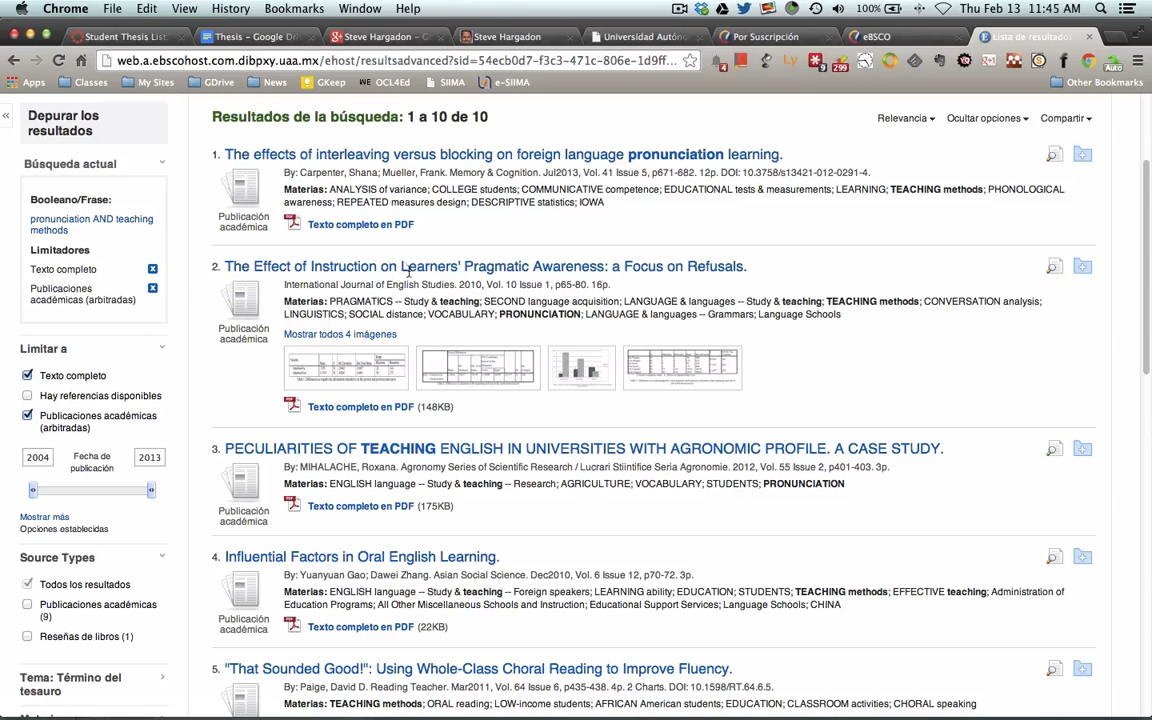 Chrome File Edit View History Bookmarks Window Help 100% Thu Feb 13 11:45 AM
Student Thesis List Thesis – Google Dri Steve Hargadon Steve Hargadon Universidad Autóno Por Suscripción eBSCO Lista de resultado
web.a.ebscohost.com.dibpxy.uaa.mx/ehost/resultsadvanced?sid=54ecb0d7-f3c3-471c-806e-1d9ff...
Apps Classes My Sites GDrive News GKeep OCL4Ed SIIMA e-SIIMA Other Bookmarks
Depurar los
resultados
Búsqueda actual
Booleano/Frase:
pronunciation AND teaching
methods
Limitadores
Texto completo
Publicaciones
académicas (arbitradas)
Limitar a
Texto completo
Hay referencias disponibles
Publicaciones académicas
(arbitradas)
2004 Fecha de publicación 2013
Mostrar más
Opciones establecidas
Source Types
Todos los resultados
Publicaciones académicas
(9)
Reseñas de libros (1)
Tema: Término del
tesauro
Resultados de la búsqueda: 1 a 10 de 10
Relevancia Ocultar opciones Compartir
1. The effects of interleaving versus blocking on foreign language pronunciation learning.
By: Carpenter, Shana; Mueller, Frank. Memory & Cognition. Jul2013, Vol. 41 Issue 5, p671-682. 12p. DOI: 10.3758/s13421-012-0291-4.
Materias: ANALYSIS of variance; COLLEGE students; COMMUNICATIVE competence; EDUCATIONAL tests & measurements; LEARNING; TEACHING methods; PHONOLOGICAL
awareness; REPEATED measures design; DESCRIPTIVE statistics; IOWA
Publicación
académica
Texto completo en PDF
2. The Effect of Instruction on Learners' Pragmatic Awareness: a Focus on Refusals.
International Journal of English Studies. 2010, Vol. 10 Issue 1, p65-80. 16p.
Materias: PRAGMATICS -- Study & teaching; SECOND language acquisition; LANGUAGE & languages -- Study & teaching; TEACHING methods; CONVERSATION analysis;
LINGUISTICS; SOCIAL distance; VOCABULARY; PRONUNCIATION; LANGUAGE & languages -- Grammars; Language Schools
Publicación
académica
Mostrar todos 4 imágenes
Texto completo en PDF (148KB)
3. PECULIARITIES OF TEACHING ENGLISH IN UNIVERSITIES WITH AGRONOMIC PROFILE. A CASE STUDY.
By: MIHALACHE, Roxana. Agronomy Series of Scientific Research / Lucrari Stiintifice Seria Agronomie. 2012, Vol. 55 Issue 2, p401-403. 3p.
Materias: ENGLISH language -- Study & teaching -- Research; AGRICULTURE; VOCABULARY; STUDENTS; PRONUNCIATION
Publicación
académica
Texto completo en PDF (175KB)
4. Influential Factors in Oral English Learning.
By: Yuanyuan Gao; Dawei Zhang. Asian Social Science. Dec2010, Vol. 6 Issue 12, p70-72. 3p.
Materias: ENGLISH language -- Study & teaching -- Foreign speakers; LEARNING ability; EDUCATION; STUDENTS; TEACHING methods; EFFECTIVE teaching; Administration of
Education Programs; All Other Miscellaneous Schools and Instruction; Educational Support Services; Language Schools; CHINA
Publicación
académica
Texto completo en PDF (22KB)
5. "That Sounded Good!": Using Whole-Class Choral Reading to Improve Fluency.
By: Paige, David D. Reading Teacher. Mar2011, Vol. 64 Issue 6, p435-438. 4p. 2 Charts. DOI: 10.1598/RT.64.6.5.
Materias: TEACHING methods; ORAL reading; LOW-income students; AFRICAN American students; EDUCATION; CLASSROOM activities; CHORAL speaking